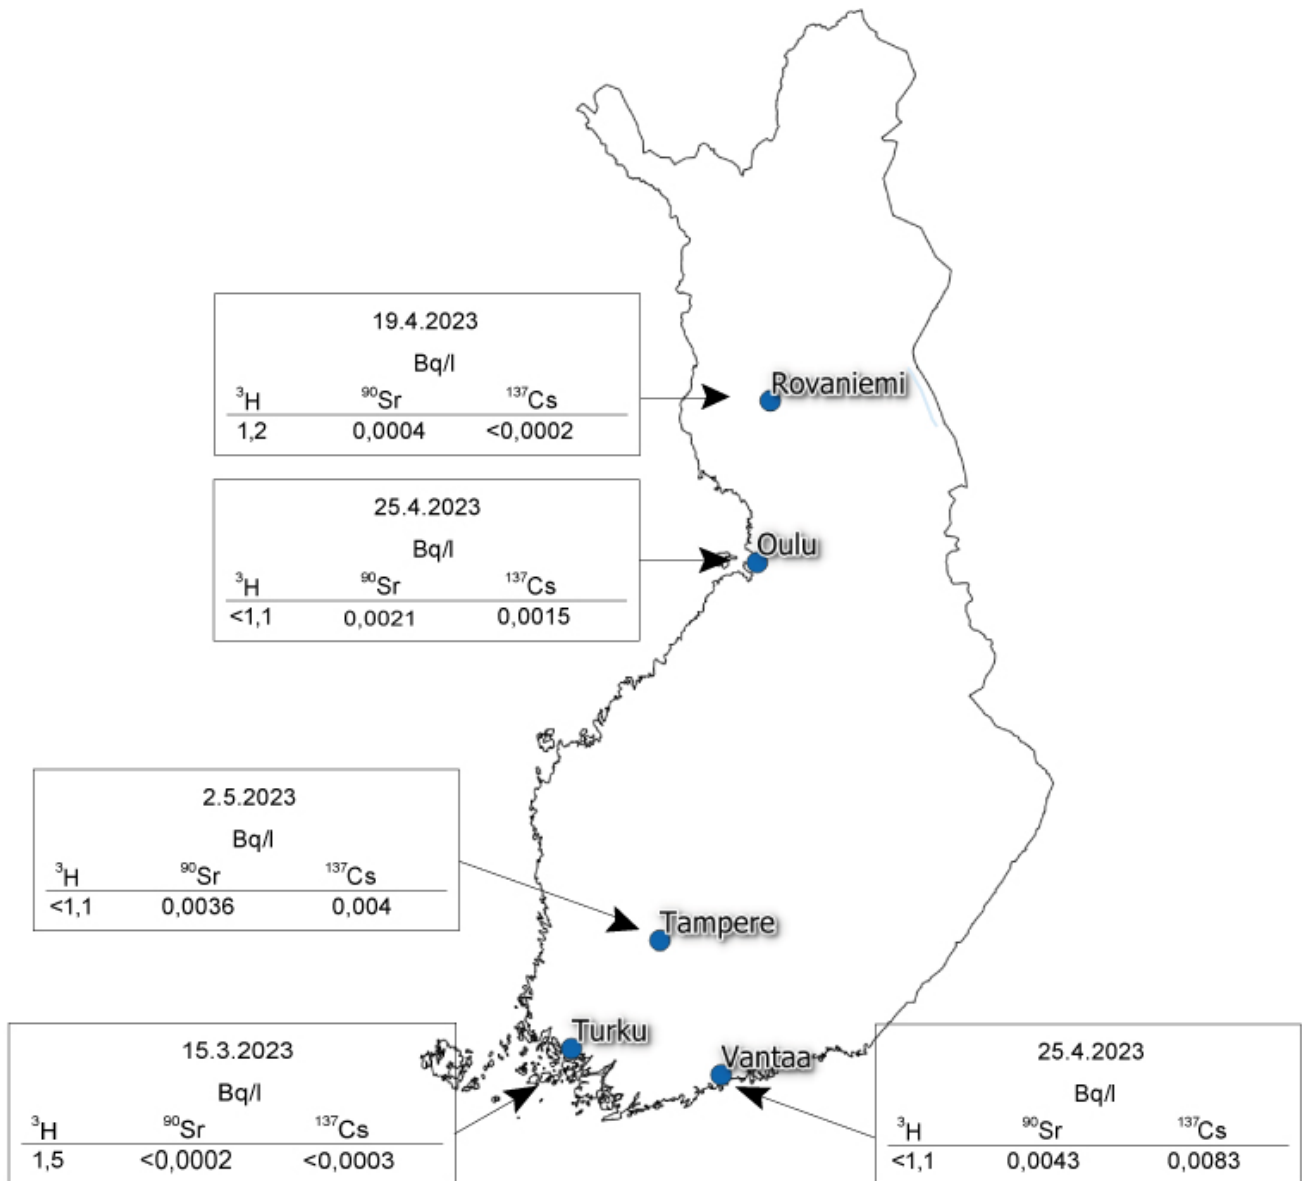 19.4.2023
Bq/l
³H ⁹⁰Sr ¹³⁷Cs
1,2 0,0004 <0,0002
Rovaniemi
25.4.2023
Bq/l
³H ⁹⁰Sr ¹³⁷Cs
<1,1 0,0021 0,0015
Oulu
2.5.2023
Bq/l
³H ⁹⁰Sr ¹³⁷Cs
<1,1 0,0036 0,004
Tampere
15.3.2023
Bq/l
³H ⁹⁰Sr ¹³⁷Cs
1,5 <0,0002 <0,0003
Turku
Vantaa
25.4.2023
Bq/l
³H ⁹⁰Sr ¹³⁷Cs
<1,1 0,0043 0,0083